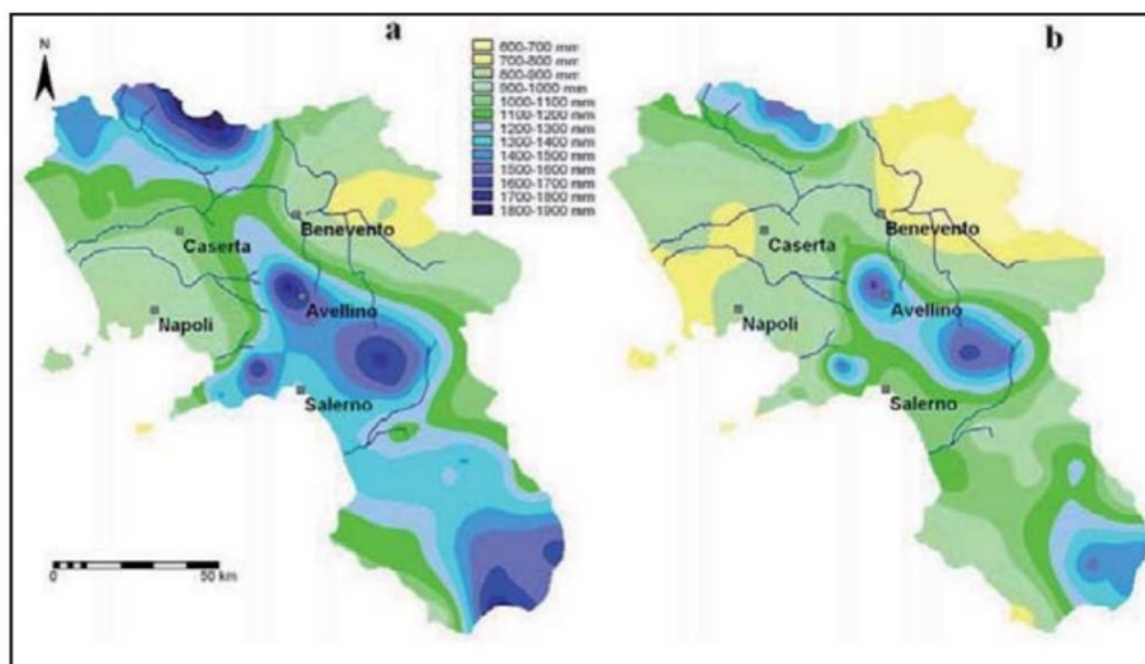 a
b
N
600-700 mm
700-800 mm
800-900 mm
900-1000 mm
1000-1100 mm
1100-1200 mm
1200-1300 mm
1300-1400 mm
1400-1500 mm
1500-1600 mm
1600-1700 mm
1700-1800 mm
1800-1900 mm
Benevento
Caserta
Avellino
Napoli
Salerno
0 50 km
Benevento
Caserta
Avellino
Napoli
Salerno